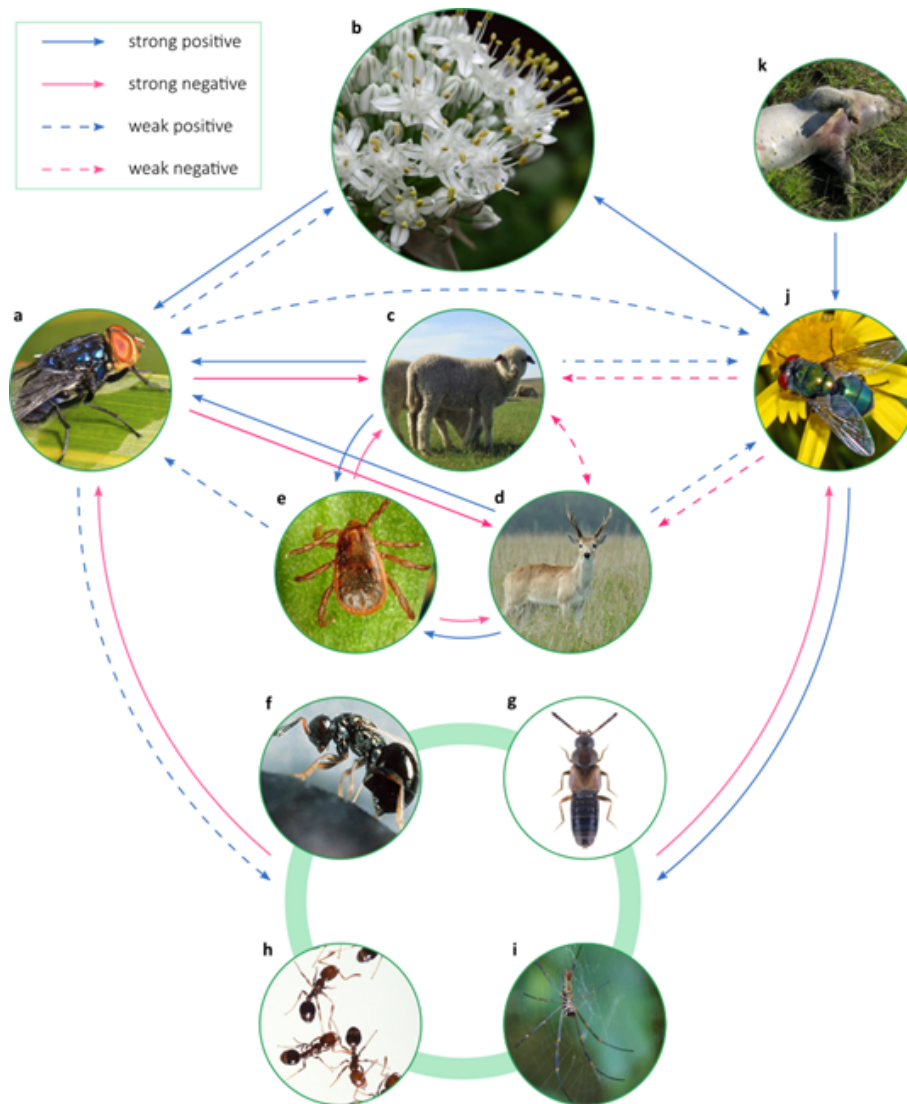 strong positive
strong negative
weak positive
weak negative
b
k
a
c
j
e
d
f
g
h
i